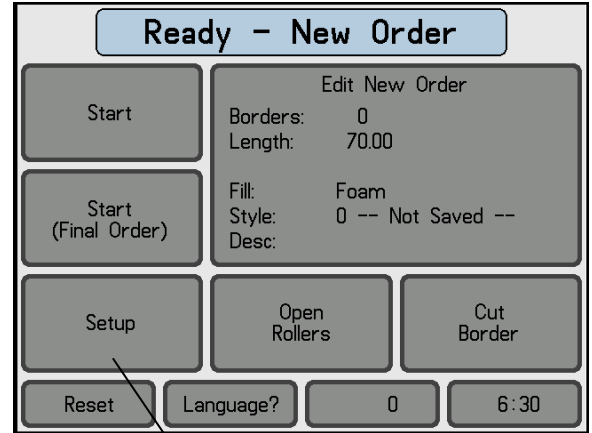 Ready - New Order
Start
Edit New Order
Borders: 0
Length: 70.00
Fill: Foam
Style: 0 -- Not Saved --
Desc:
Start
(Final Order)
Setup
Open
Rollers
Cut
Border
Reset
Language?
0
6:30